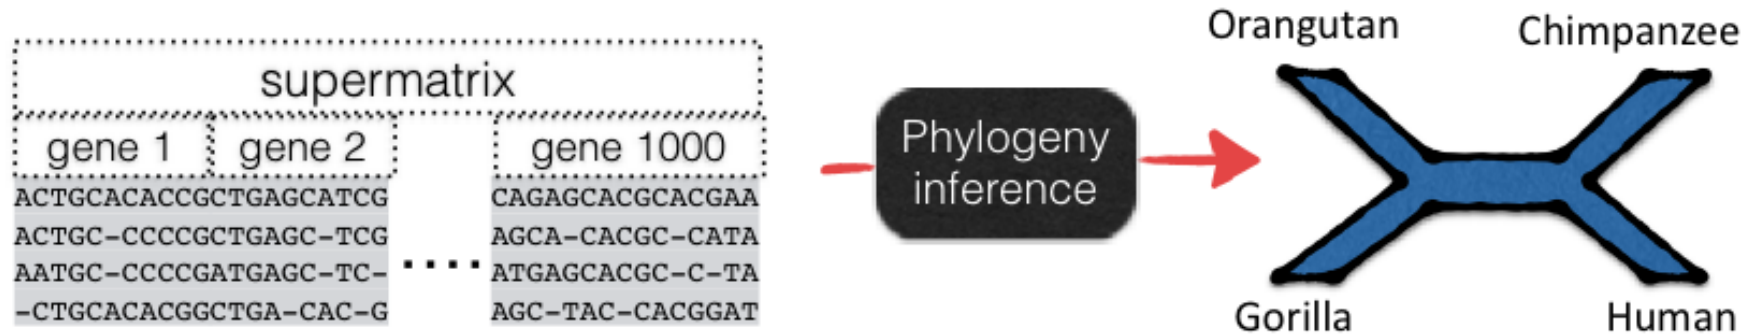 supermatrix
gene 1 gene 2 gene 1000
ACTGCACACCGCTGAGCATCG CAGAGCACGCACGAA
ACTGC-CCCCGCTGAGC-TCG AGCA-CACGC-CATA
AATGC-CCCCGATGAGC-TC- .... ATGAGCACGC-C-TA
-CTGCACACGGCTGA-CAC-G AGC-TAC-CACGGAT
Phylogeny
inference
Orangutan Chimpanzee
Gorilla Human